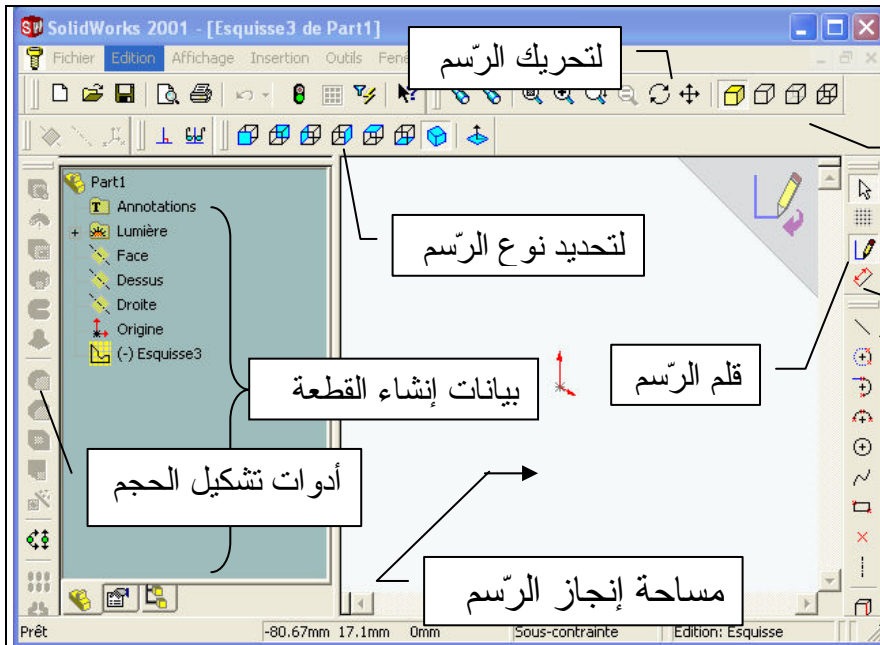 SolidWorks 2001 - [Esquisse3 de Part1]
Fichier Edition Affichage Insertion Outils
لتحريك الرّسم
Part1
Annotations
Lumière
Face
Dessus
Droite
Origine
(-) Esquisse3
لتحديد نوع الرّسم
قلم الرّسم
بيانات إنشاء القطعة
أدوات تشكيل الحجم
مساحة إنجاز الرّسم
Prêt -80.67mm 17.1mm 0mm Sous-contrainte Edition: Esquisse